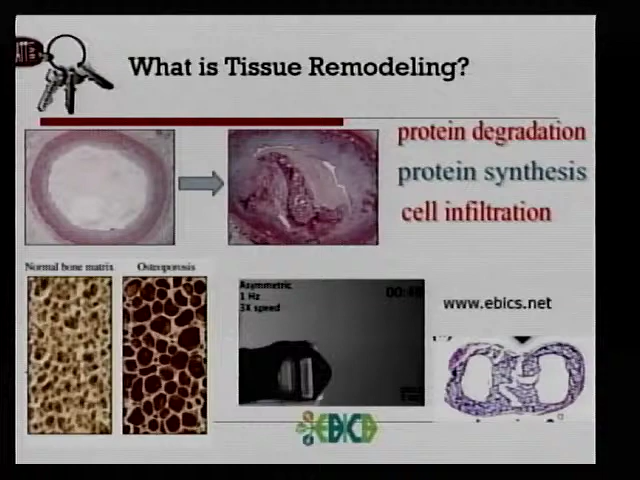 What is Tissue Remodeling?
protein degradation
protein synthesis
cell infiltration
Normal bone matrix
Osteoporosis
Asymmetric
1 Hz
3X speed
www.ebics.net
EBICS